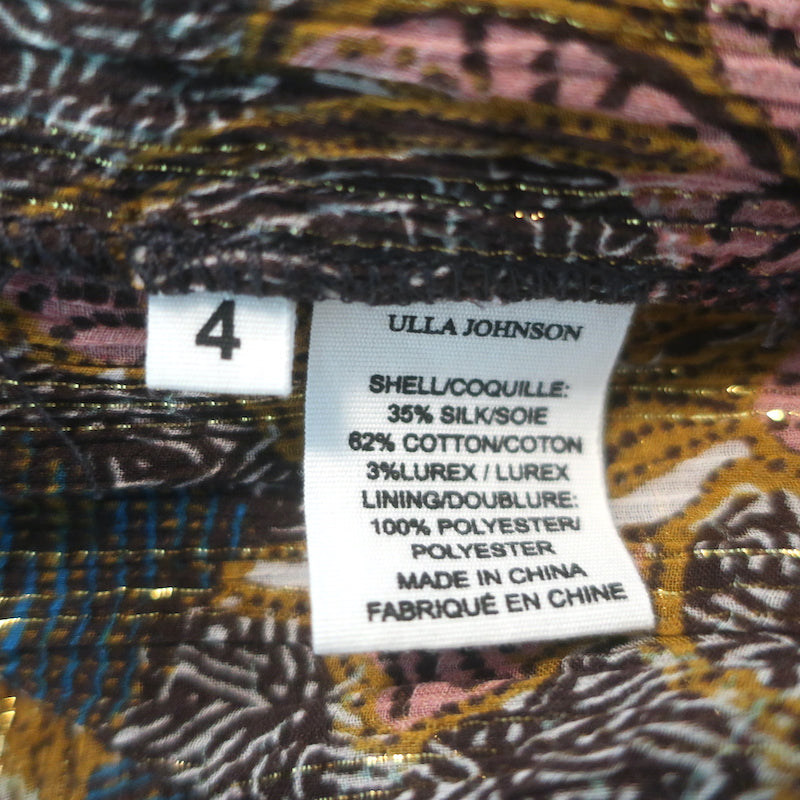 4
ULLA JOHNSON
SHELL/COQUILLE:
35% SILK/SOIE
62% COTTON/COTON
3%LUREX / LUREX
LINING/DOUBLURE:
100% POLYESTER/
POLYESTER
MADE IN CHINA
FABRIQUÉ EN CHINE